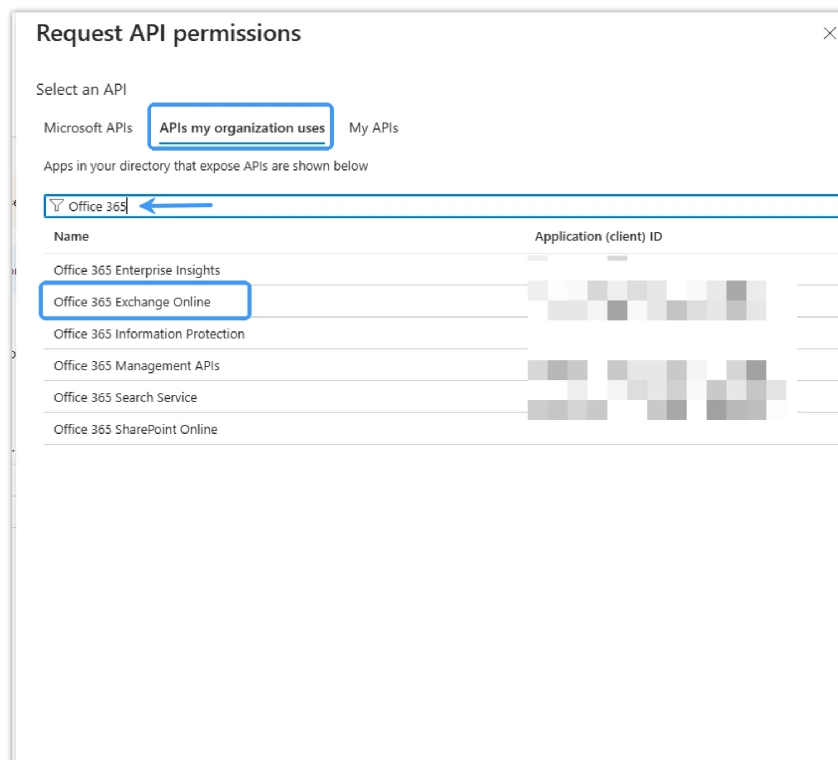 Request API permissions
Select an API
Microsoft APIs APIs my organization uses My APIs
Apps in your directory that expose APIs are shown below
Office 365
Name Application (client) ID
Office 365 Enterprise Insights
Office 365 Exchange Online
Office 365 Information Protection
Office 365 Management APIs
Office 365 Search Service
Office 365 SharePoint Online